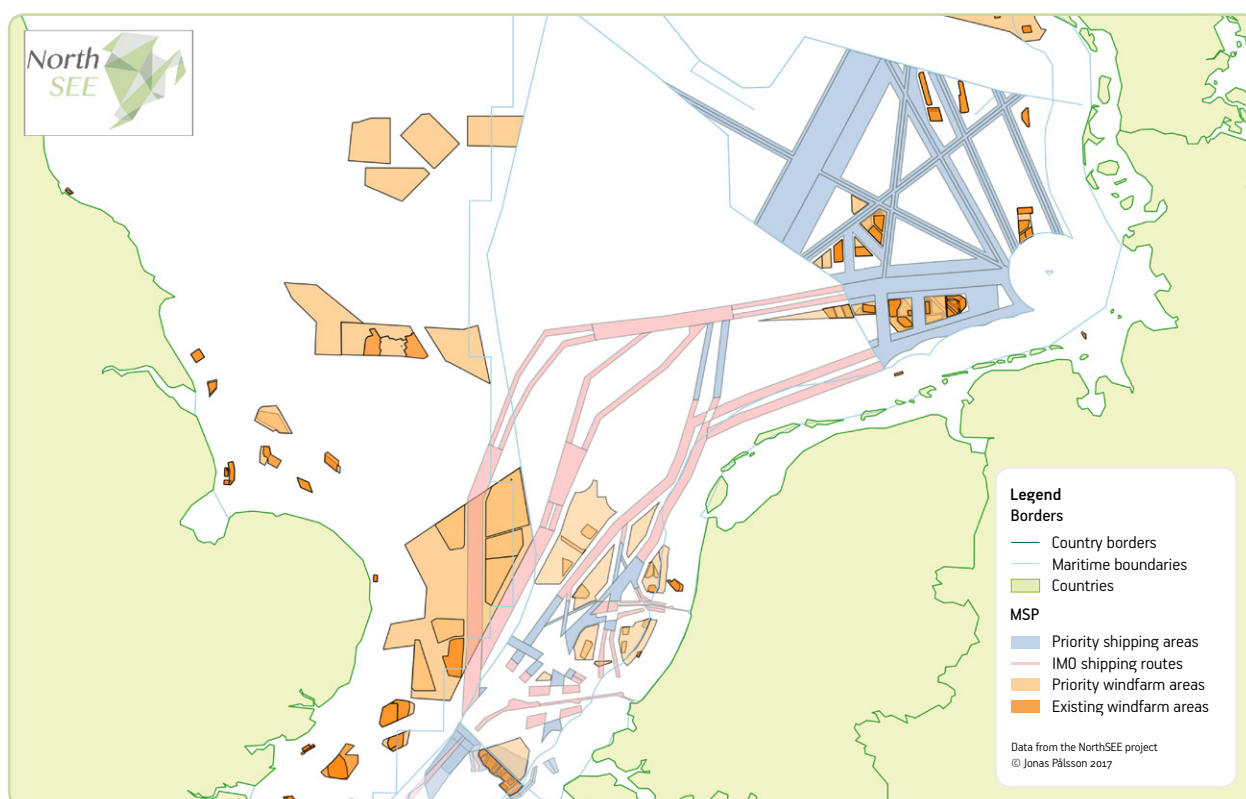 North
SEE
Legend
Borders
Country borders
Maritime boundaries
Countries
MSP
Priority shipping areas
IMO shipping routes
Priority windfarm areas
Existing windfarm areas
Data from the NorthSEE project
© Jonas Pålsson 2017